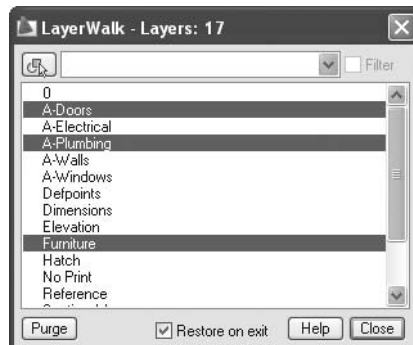 LayerWalk - Layers: 17
Filter
0
A-Doors
A-Electrical
A-Plumbing
A-Walls
A-Windows
Defpoints
Dimensions
Elevation
Furniture
Hatch
No Print
Reference
Purge Restore on exit Help Close